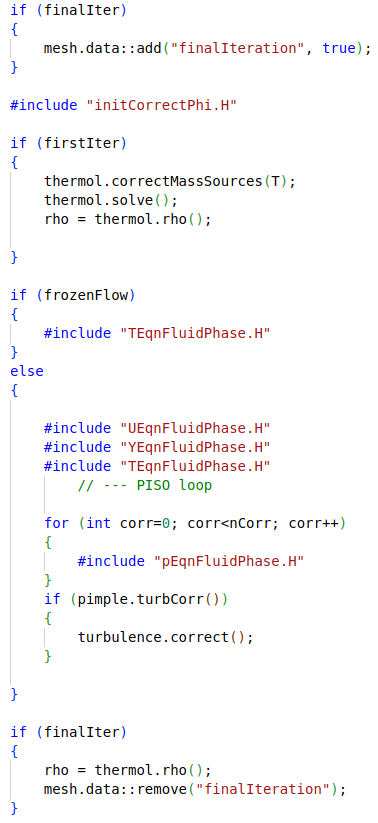 if (finalIter)
{
    mesh.data::add("finalIteration", true);
}

#include "initCorrectPhi.H"

if (firstIter)
{
    thermol.correctMassSources(T);
    thermol.solve();
    rho = thermol.rho();

}

if (frozenFlow)
{
    #include "TEqnFluidPhase.H"
}
else
{

    #include "UEqnFluidPhase.H"
    #include "YEqnFluidPhase.H"
    #include "TEqnFluidPhase.H"
        // --- PISO loop

    for (int corr=0; corr<nCorr; corr++)
    {
        #include "pEqnFluidPhase.H"
    }
    if (pimple.turbCorr())
    {
        turbulence.correct();
    }

}

if (finalIter)
{
    rho = thermol.rho();
    mesh.data::remove("finalIteration");
}